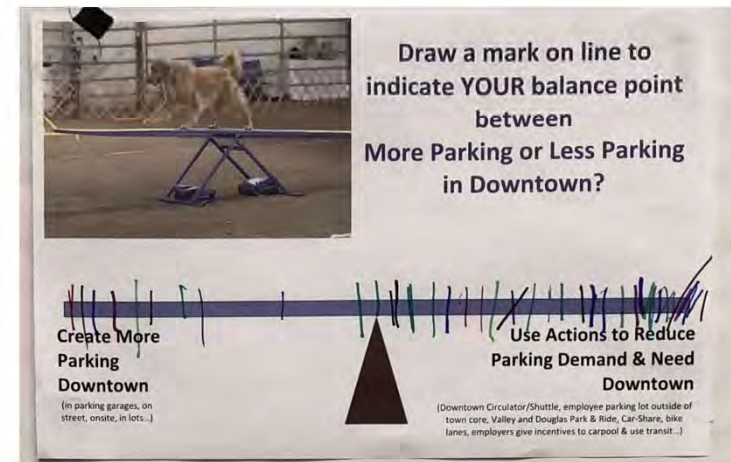 Draw a mark on line to
indicate YOUR balance point
between
More Parking or Less Parking
in Downtown?
Create More
Parking
Downtown
(in parking garages, on
street, onsite, in lots...)
Use Actions to Reduce
Parking Demand & Need
Downtown
(Downtown Circulator/Shuttle, employee parking lot outside of
town core, Valley and Douglas Park & Ride, Car-Share, bike
lanes, employers give incentives to carpool & use transit...)